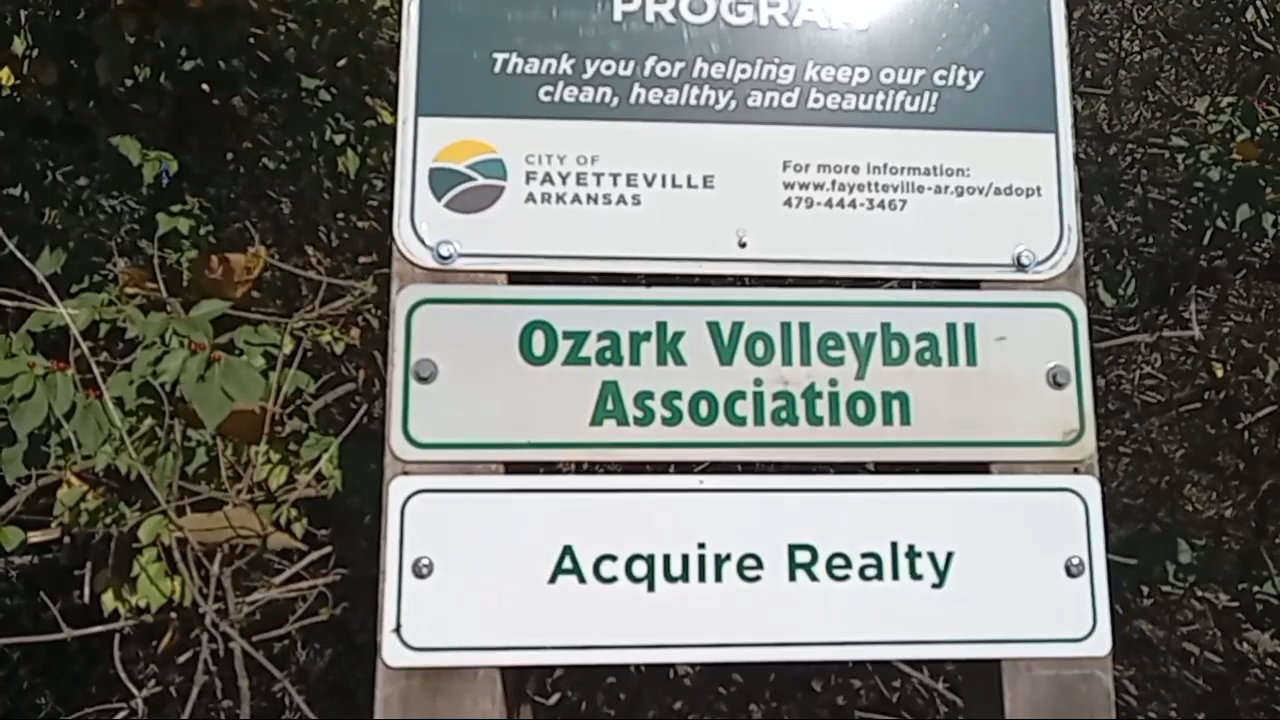 PROGRAM
Thank you for helping keep our city
clean, healthy, and beautiful!
CITY OF
FAYETTEVILLE
ARKANSAS
For more information:
www.fayetteville-ar.gov/adopt
479-444-3467
Ozark Volleyball
Association
Acquire Realty